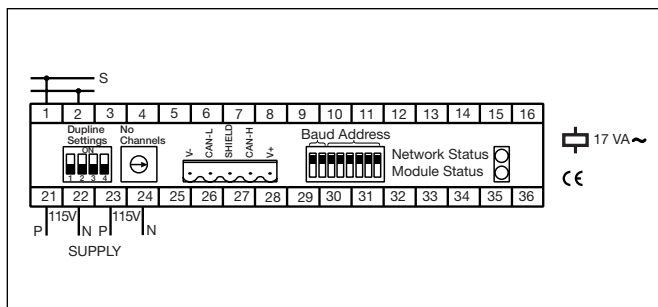 S
1 2 3 4 5 6 7 8 9 10 11 12 13 14 15 16
Dupline
Settings
ON
1 2 3 4
No
Channels
V-
CAN-L
SHIELD
CAN-H
V+
Baud Address
Network Status
Module Status
17 VA ~
CE
21 22 23 24 25 26 27 28 29 30 31 32 33 34 35 36
115V 115V
P N P N
SUPPLY